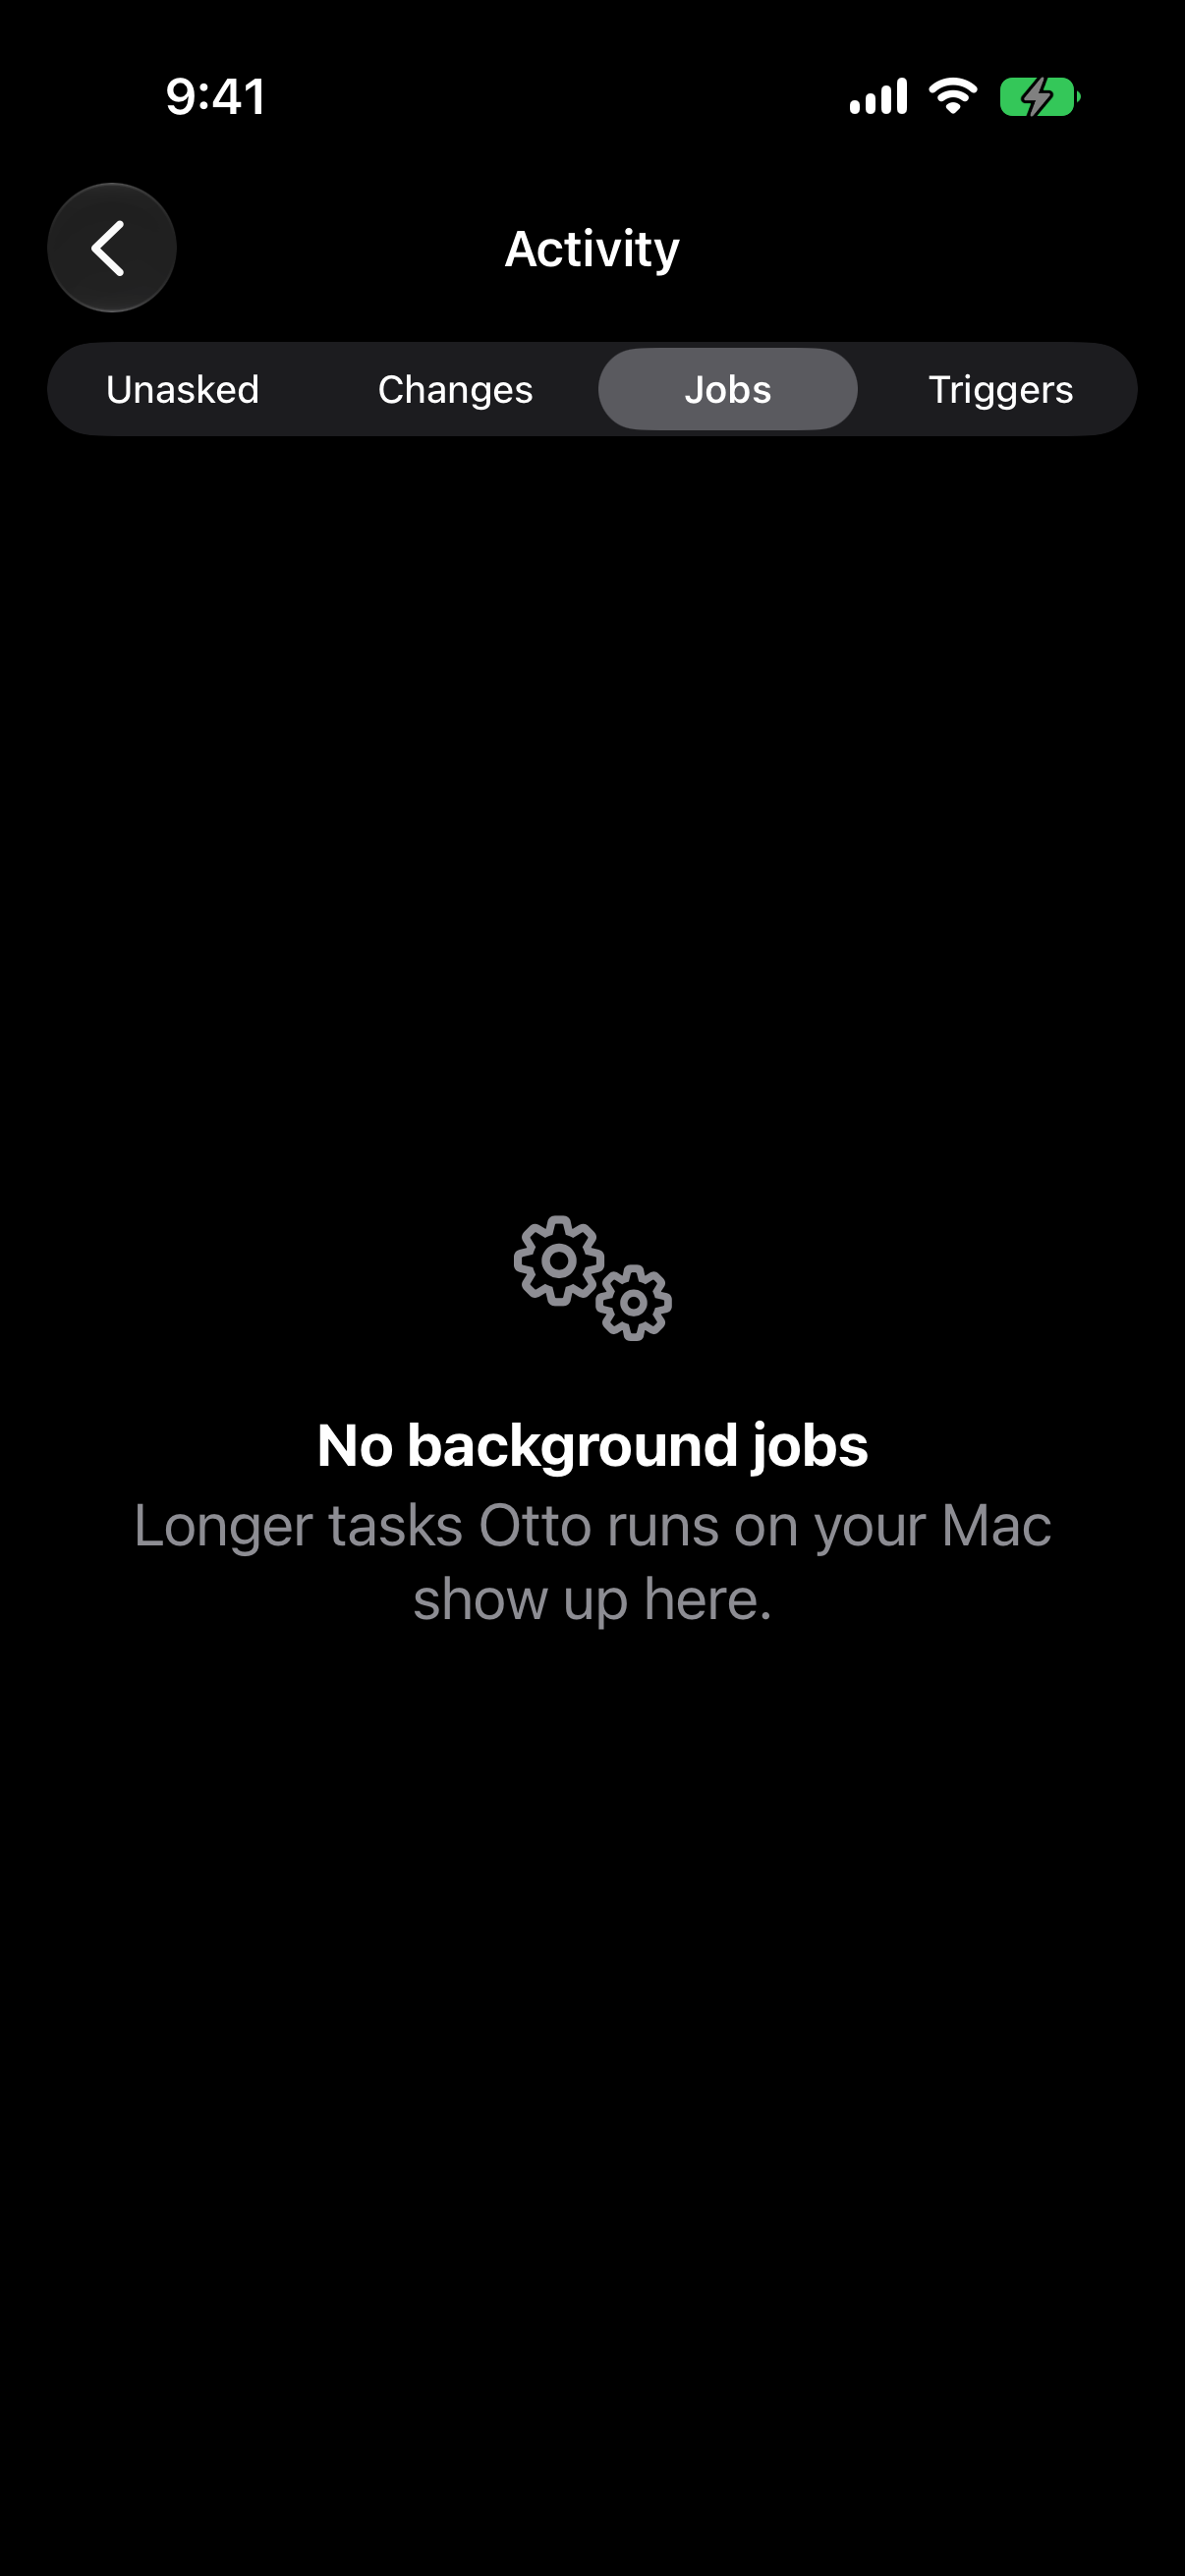 9:41
Activity
Unasked
Changes
Jobs
Triggers
No background jobs
Longer tasks Otto runs on your Mac
show up here.